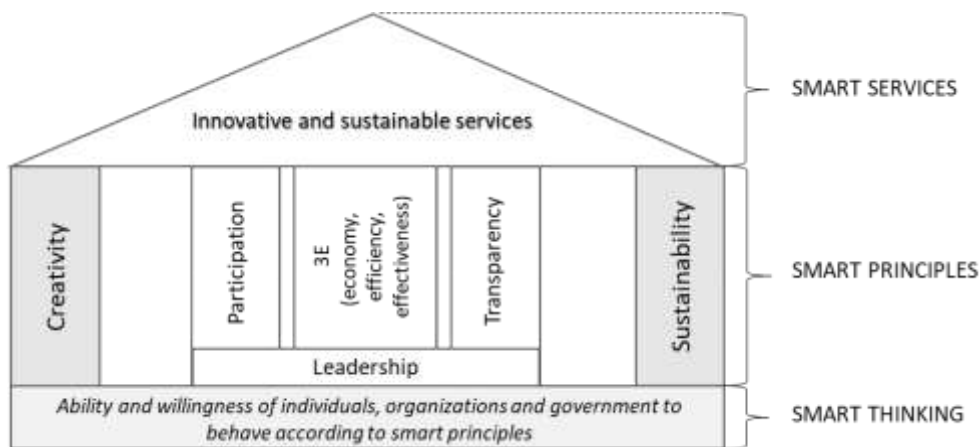 SMART SERVICES
Innovative and sustainable services
Creativity
Participation
3E
(economy,
efficiency,
effectiveness)
Transparency
Sustainability
SMART PRINCIPLES
Leadership
Ability and willingness of individuals, organizations and government to
behave according to smart principles
SMART THINKING